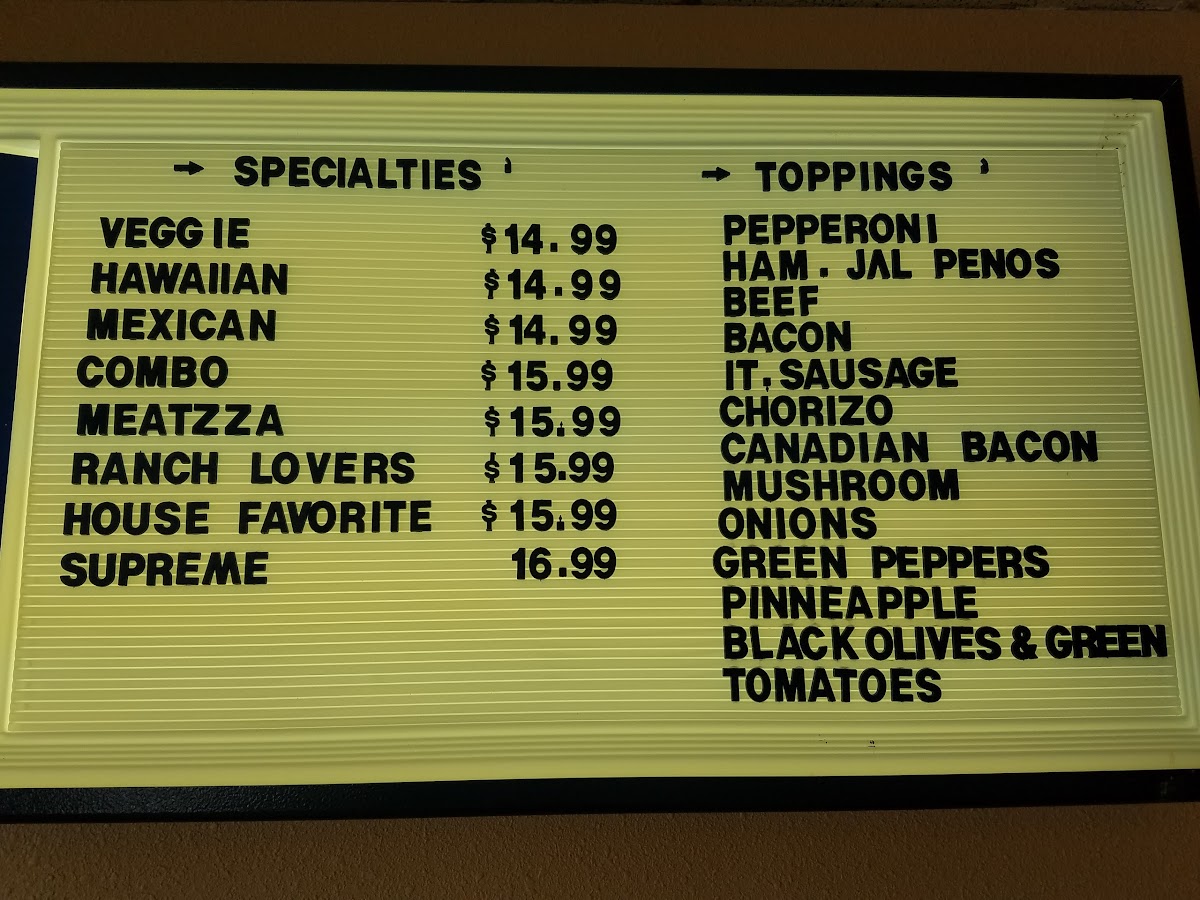 → SPECIALTIES '
VEGGIE $14.99
HAWAIIAN $14.99
MEXICAN $14.99
COMBO $15.99
MEATZZA $15.99
RANCH LOVERS $15.99
HOUSE FAVORITE $15.99
SUPREME 16.99
→ TOPPINGS '
PEPPERONI
HAM. JAL PENOS
BEEF
BACON
IT, SAUSAGE
CHORIZO
CANADIAN BACON
MUSHROOM
ONIONS
GREEN PEPPERS
PINNEAPPLE
BLACK OLIVES & GREEN
TOMATOES